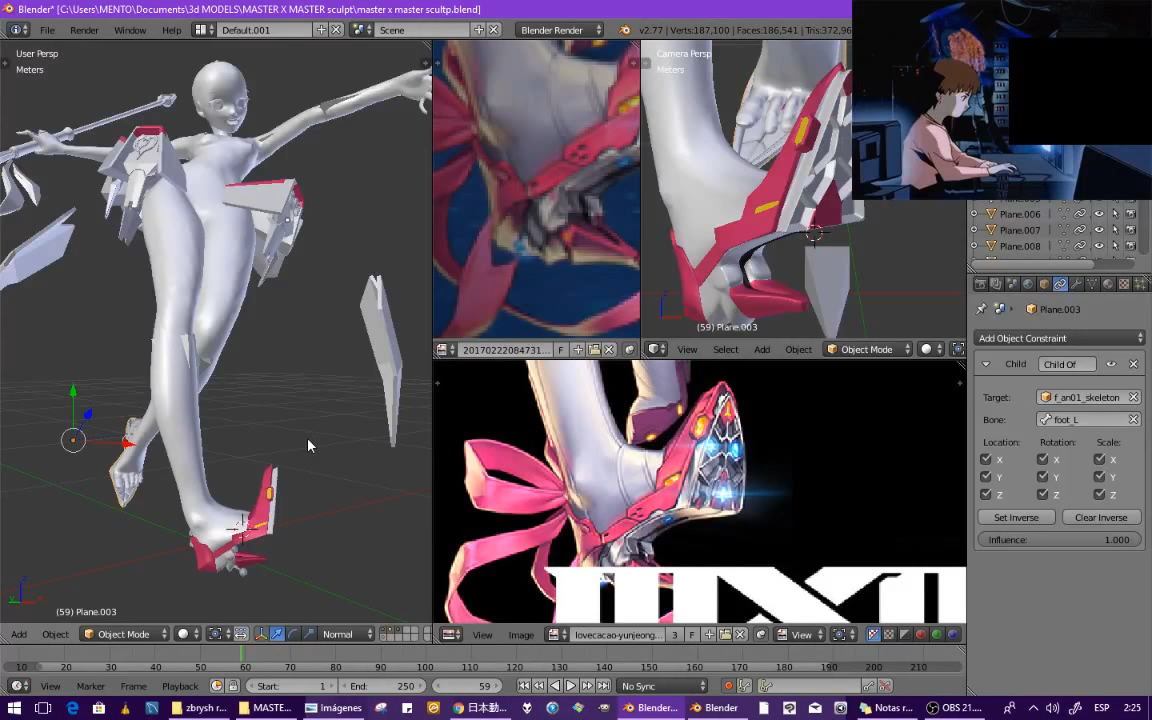 Blender* [C:\Users\MENTO\Documents\3d MODELS\MASTER X MASTER sculpt\master x master scultp.blend]
File Render Window Help Default.001 Scene Blender Render v2.77 | Verts:187,100 | Faces:186,541 | Tris:372,96
User Persp
Meters
Camera Persp
Meters
Plane.006
Plane.007
Plane.008
Plane.003
Add Object Constraint
Child Child Of
Target: f_an01_skeleton
Bone: foot_L
Location: Rotation: Scale:
X X X
Y Y Y
Z Z Z
Set Inverse Clear Inverse
Influence: 1.000
(59) Plane.003
20170222084731... F View Select Add Object Object Mode
(59) Plane.003
Add Object Object Mode Normal View Image lovecacao-yunjeong... 3 F View
10 20 30 40 50 60 70 80 90 100 110 120 130 140 150 160 170 180 190 200 210
View Marker Frame Playback Start: 1 End: 250 59 No Sync
zbrysh r... MASTE... Imágenes 日本動... Blender... Blender Notas r... OBS 21.... ESP 2:25